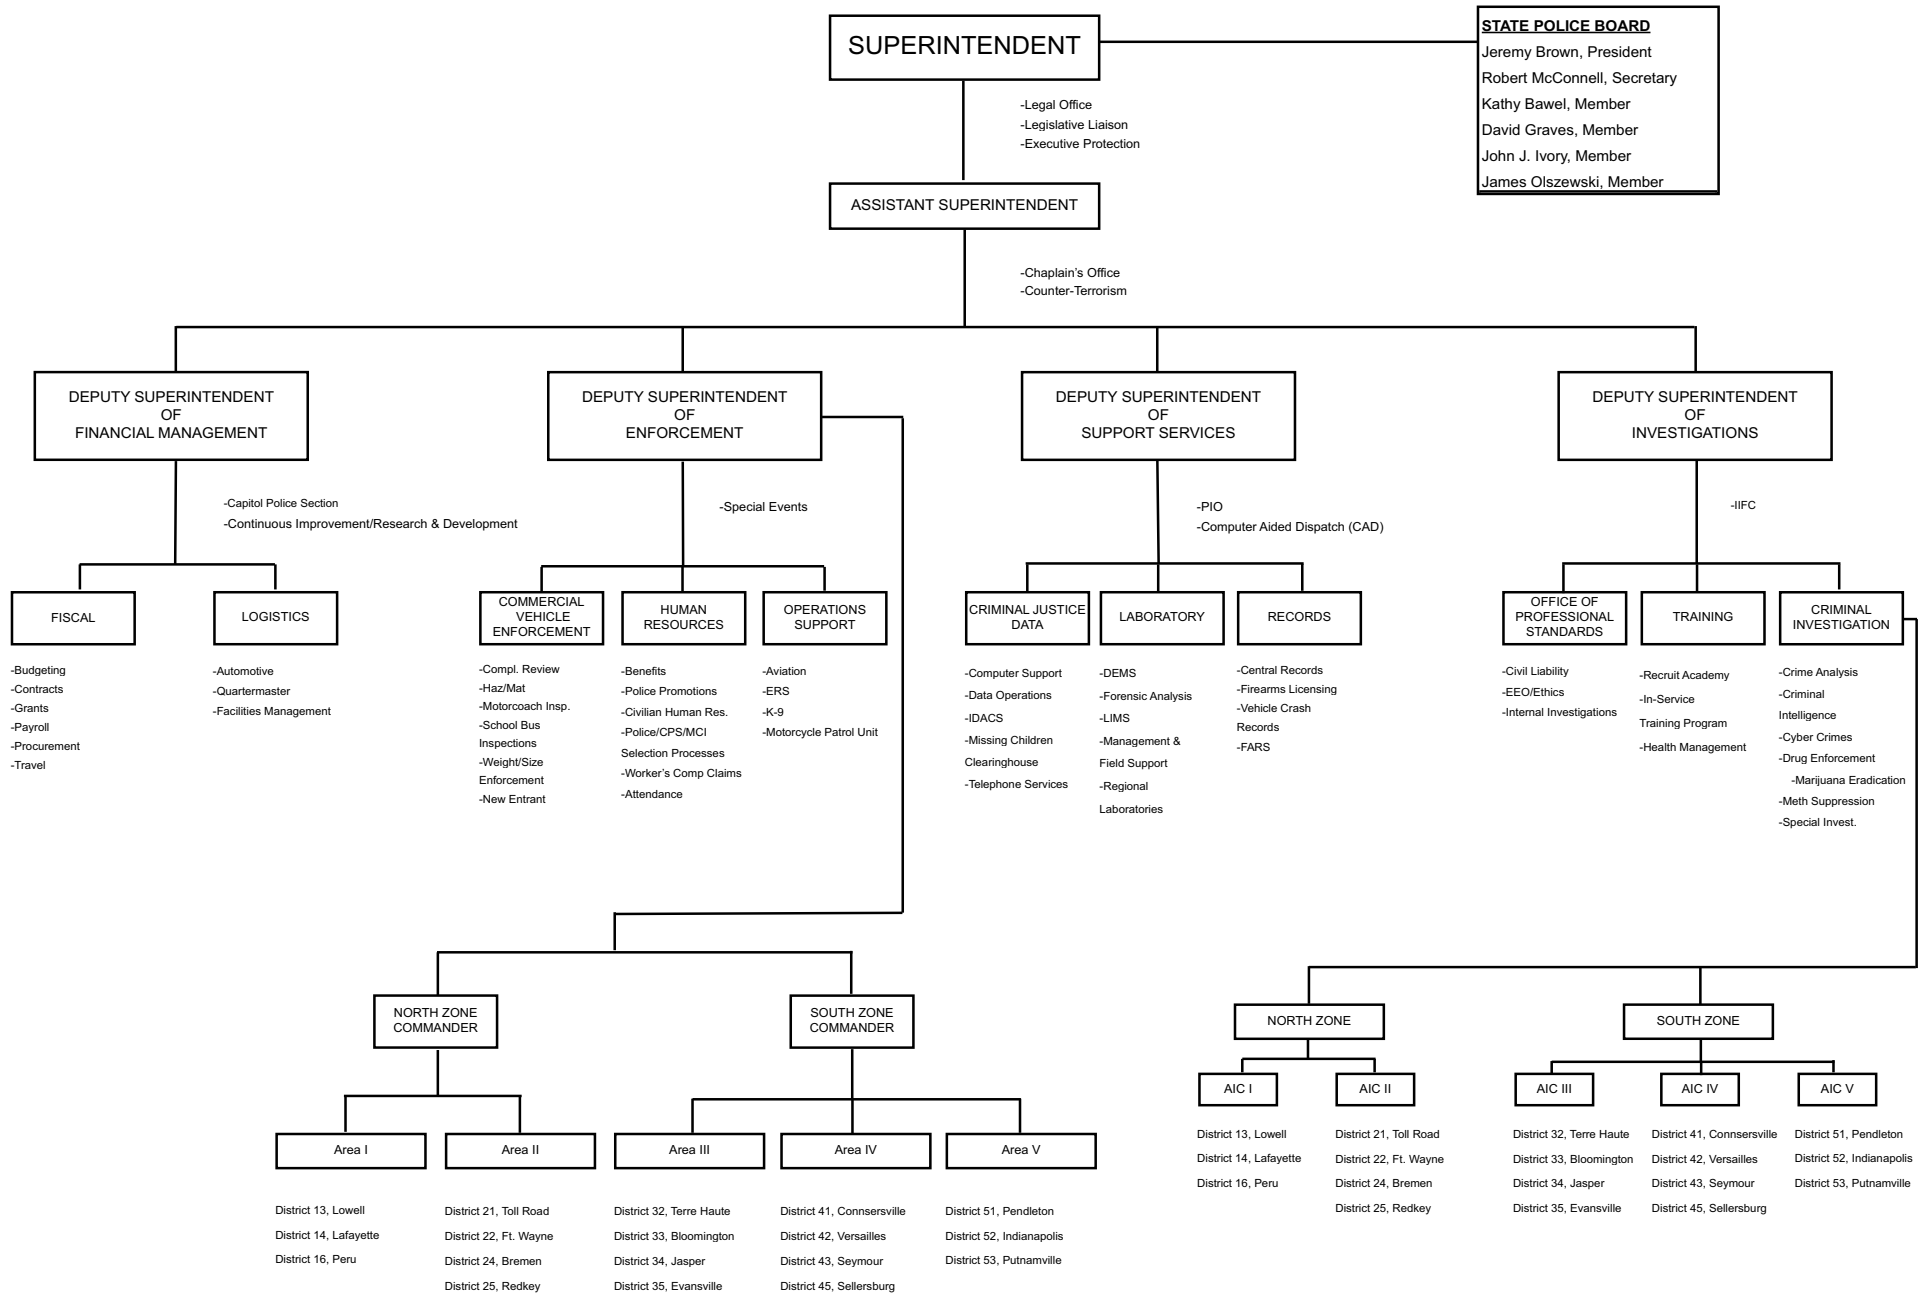 SUPERINTENDENT
STATE POLICE BOARD
Jeremy Brown, President
Robert McConnell, Secretary
Kathy Bawel, Member
David Graves, Member
John J. Ivory, Member
James Olszewski, Member
-Legal Office
-Legislative Liaison
-Executive Protection
ASSISTANT SUPERINTENDENT
-Chaplain's Office
-Counter-Terrorism
DEPUTY SUPERINTENDENT
OF
FINANCIAL MANAGEMENT
-Capitol Police Section
-Continuous Improvement/Research & Development
FISCAL
-Budgeting
-Contracts
-Grants
-Payroll
-Procurement
-Travel
LOGISTICS
-Automotive
-Quartermaster
-Facilities Management
DEPUTY SUPERINTENDENT
OF
ENFORCEMENT
-Special Events
COMMERCIAL
VEHICLE
ENFORCEMENT
-Compl. Review
-Haz/Mat
-Motorcoach Insp.
-School Bus
Inspections
-Weight/Size
Enforcement
-New Entrant
HUMAN
RESOURCES
-Benefits
-Police Promotions
-Civilian Human Res.
-Police/CPS/MCI
Selection Processes
-Worker's Comp Claims
-Attendance
OPERATIONS
SUPPORT
-Aviation
-ERS
-K-9
-Motorcycle Patrol Unit
DEPUTY SUPERINTENDENT
OF
SUPPORT SERVICES
-PIO
-Computer Aided Dispatch (CAD)
CRIMINAL JUSTICE
DATA
-Computer Support
-Data Operations
-IDACS
-Missing Children
Clearinghouse
-Telephone Services
LABORATORY
-DEMS
-Forensic Analysis
-LIMS
-Management &
Field Support
-Regional
Laboratories
RECORDS
-Central Records
-Firearms Licensing
-Vehicle Crash
Records
-FARS
DEPUTY SUPERINTENDENT
OF
INVESTIGATIONS
-IIFC
OFFICE OF
PROFESSIONAL
STANDARDS
-Civil Liability
-EEO/Ethics
-Internal Investigations
TRAINING
-Recruit Academy
-In-Service
Training Program
-Health Management
CRIMINAL
INVESTIGATION
-Crime Analysis
-Criminal
Intelligence
-Cyber Crimes
-Drug Enforcement
-Marijuana Eradication
-Meth Suppression
-Special Invest.
NORTH ZONE
COMMANDER
SOUTH ZONE
COMMANDER
Area I
District 13, Lowell
District 14, Lafayette
District 16, Peru
Area II
District 21, Toll Road
District 22, Ft. Wayne
District 24, Bremen
District 25, Redkey
Area III
District 32, Terre Haute
District 33, Bloomington
District 34, Jasper
District 35, Evansville
Area IV
District 41, Connsersville
District 42, Versailles
District 43, Seymour
District 45, Sellersburg
Area V
District 51, Pendleton
District 52, Indianapolis
District 53, Putnamville
NORTH ZONE
SOUTH ZONE
AIC I
District 13, Lowell
District 14, Lafayette
District 16, Peru
AIC II
District 21, Toll Road
District 22, Ft. Wayne
District 24, Bremen
District 25, Redkey
AIC III
District 32, Terre Haute
District 33, Bloomington
District 34, Jasper
District 35, Evansville
AIC IV
District 41, Connsersville
District 42, Versailles
District 43, Seymour
District 45, Sellersburg
AIC V
District 51, Pendleton
District 52, Indianapolis
District 53, Putnamville